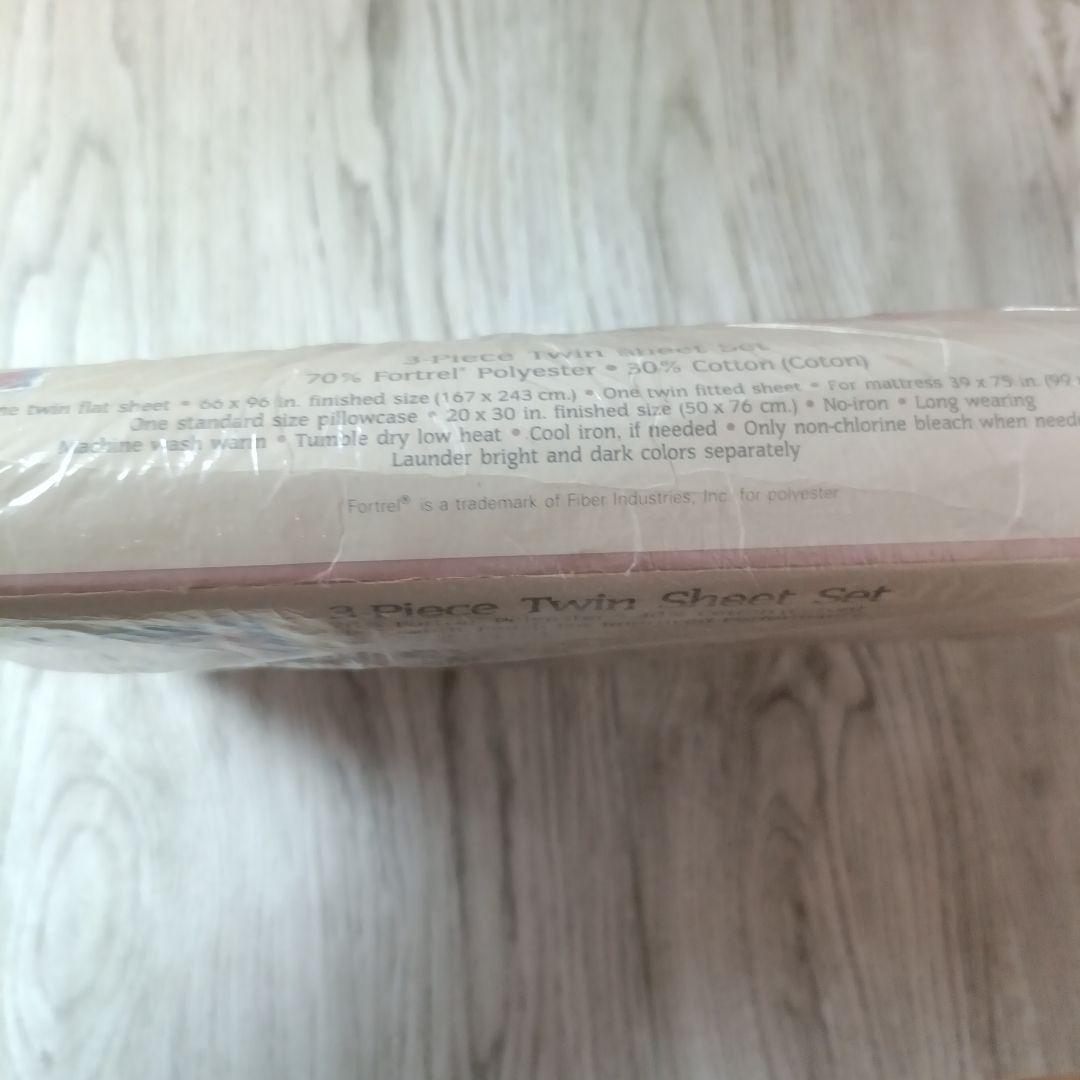 3-Piece Twin Sheet Set
70% Fortrel® Polyester • 30% Cotton (Coton)
ne twin flat sheet • 66 x 96 in. finished size (167 x 243 cm.) • One twin fitted sheet • For mattress 39 x 75 in. (99
One standard size pillowcase • 20 x 30 in. finished size (50 x 76 cm.) • No-iron • Long wearing
Machine wash warm • Tumble dry low heat • Cool iron, if needed • Only non-chlorine bleach when neede
Launder bright and dark colors separately
Fortrel® is a trademark of Fiber Industries, Inc. for polyester
3 Piece Twin Sheet Set